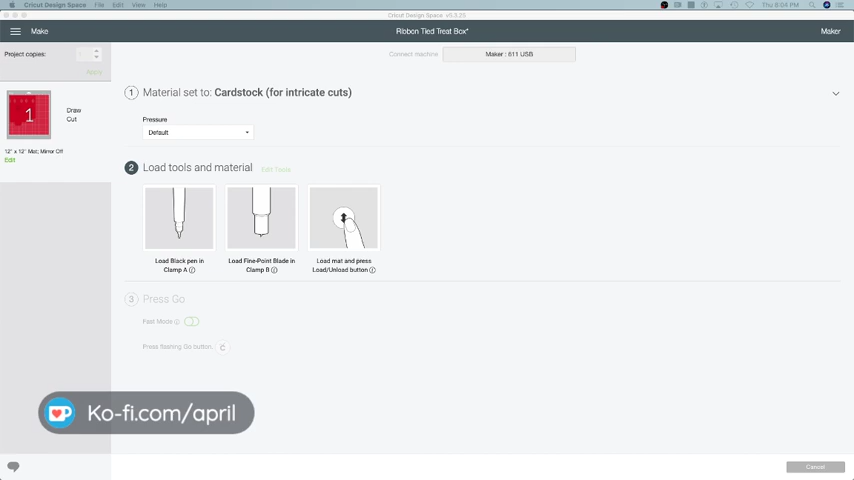 Cricut Design Space File Edit View Help
Thu 8:04 PM
Cricut Design Space v5.3.29
Make
Ribbon Tied Treat Box*
Maker
Project copies:
Connect machine
Maker : 611 USB
Apply
1 Material set to: Cardstock (for intricate cuts)
1
Draw
Cut
Pressure
Default
12" x 12" Mat; Mirror Off
Edit
2 Load tools and material Edit Tools
Load Black pen in
Clamp A
Load Fine-Point Blade in
Clamp B
Load mat and press
Load/Unload button
3 Press Go
Fast Mode
Press flashing Go button.
Ko-fi.com/april
Cancel